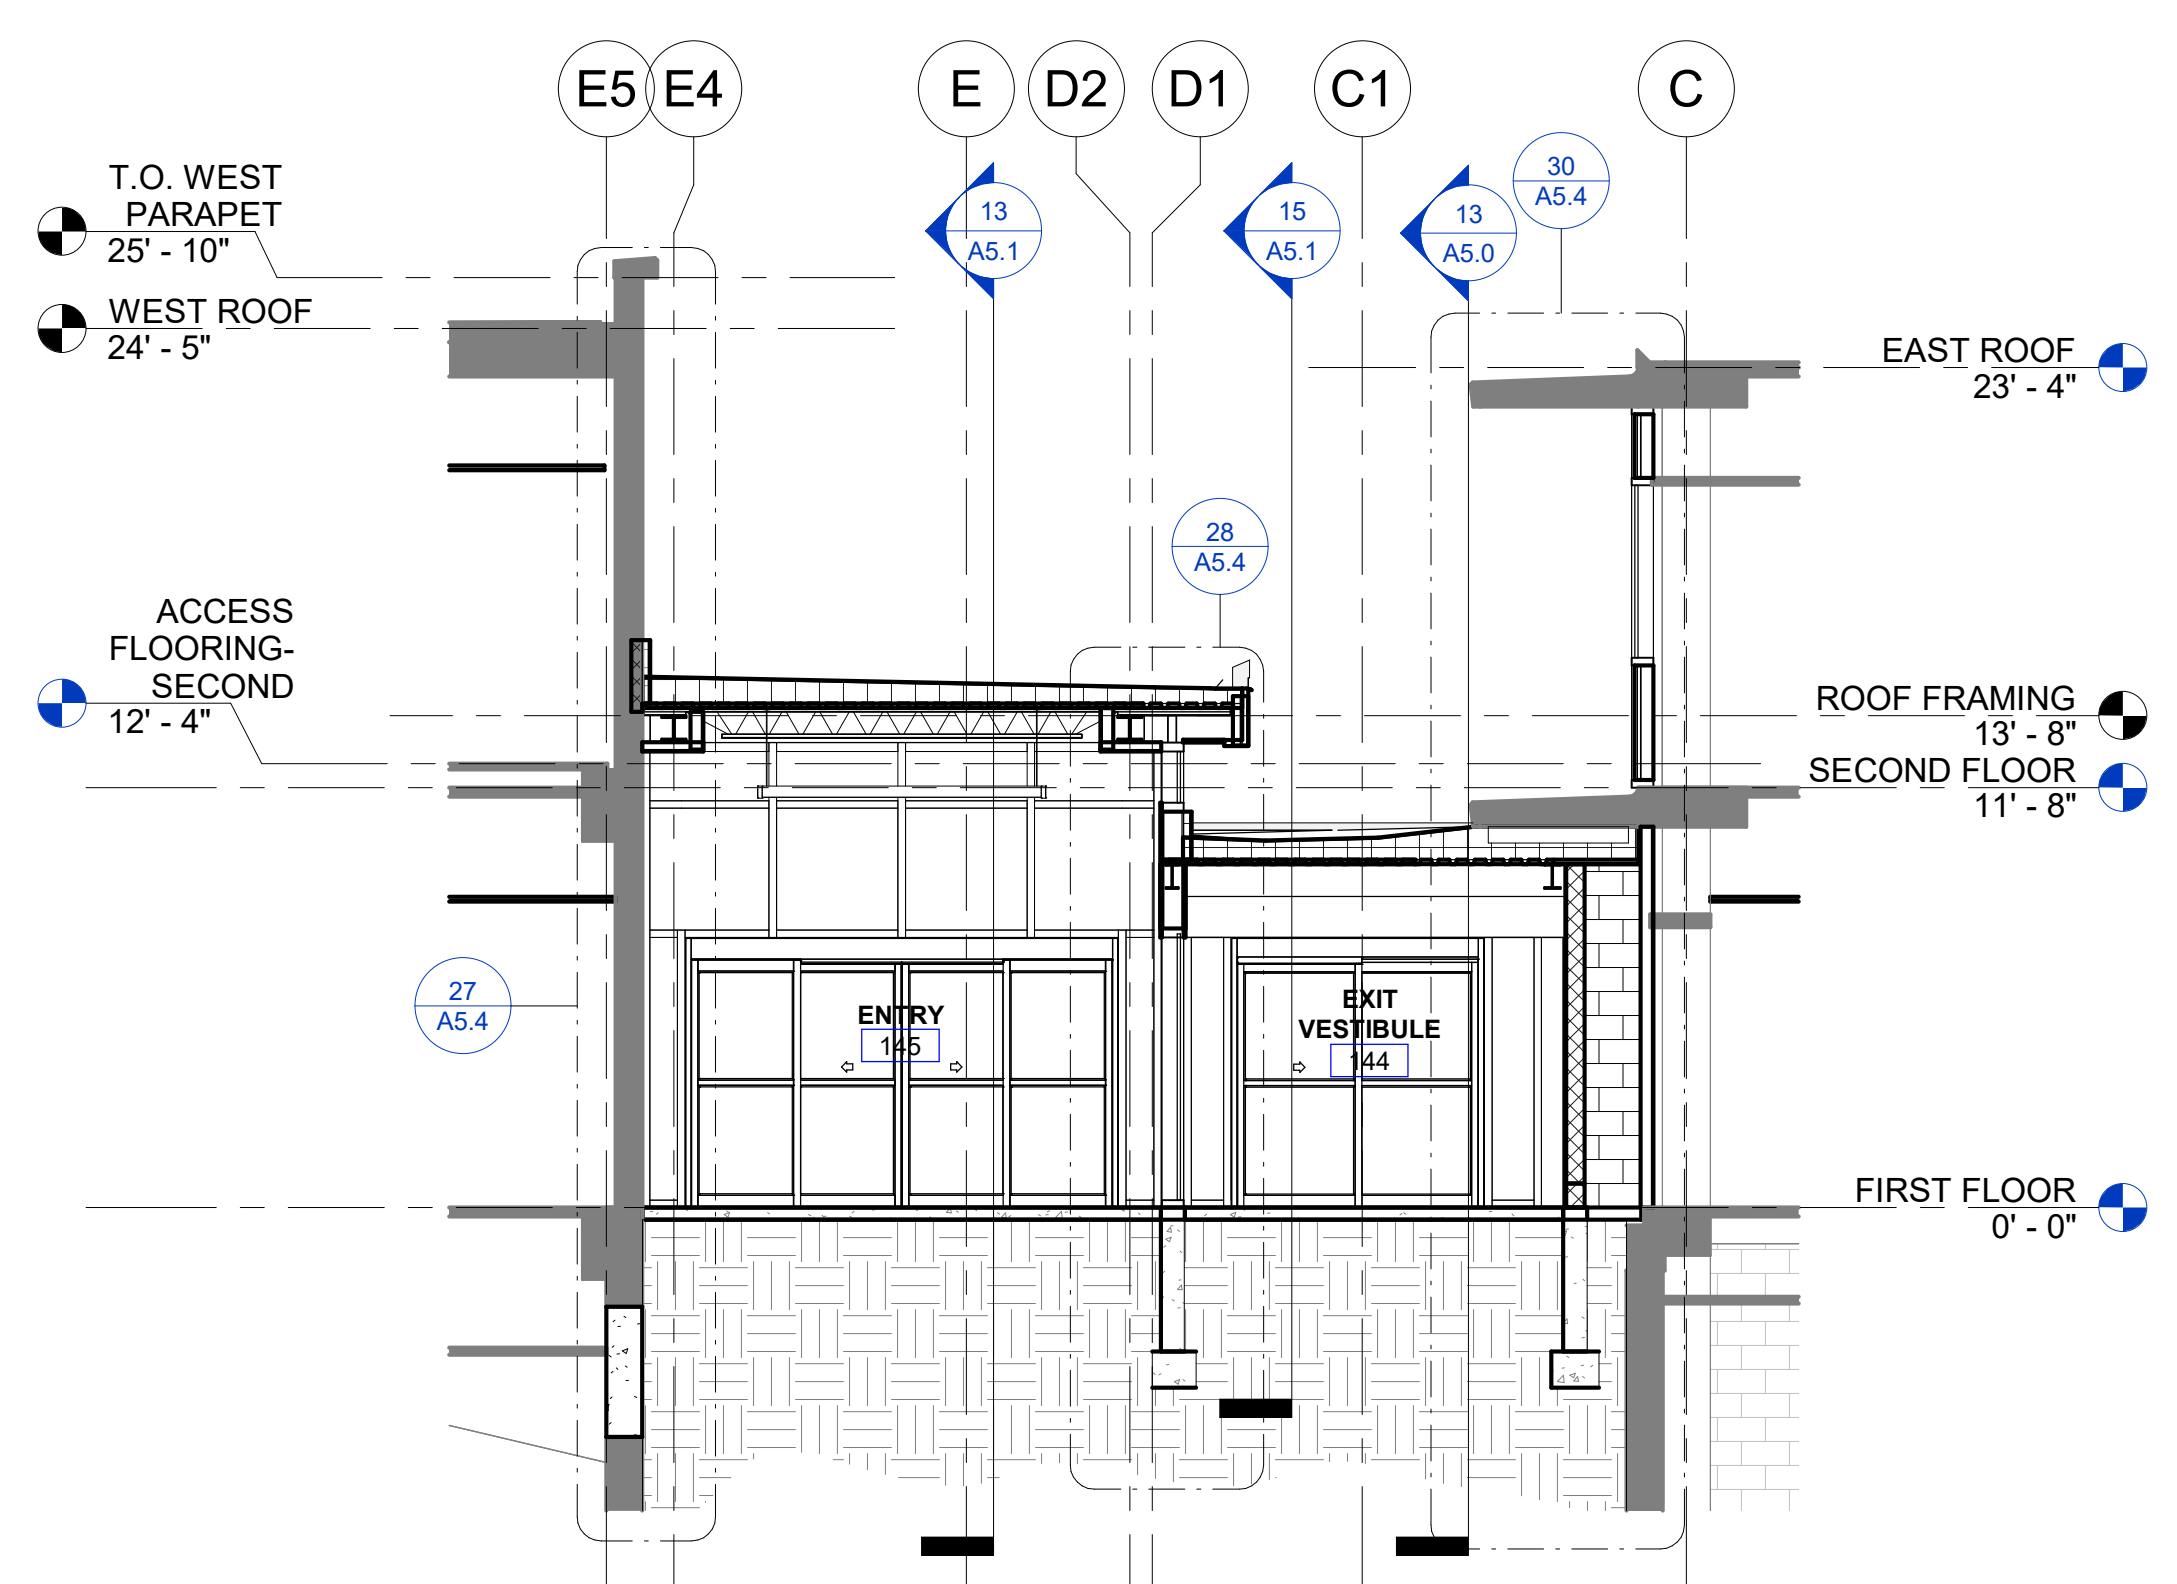 E5
E4
E
D2
D1
C1
C
T.O. WEST
PARAPET
25' - 10"
WEST ROOF
24' - 5"
13
A5.1
15
A5.1
13
A5.0
30
A5.4
EAST ROOF
23' - 4"
28
A5.4
ACCESS
FLOORING-
SECOND
12' - 4"
ROOF FRAMING
13' - 8"
SECOND FLOOR
11' - 8"
27
A5.4
ENTRY
145
EXIT
VESTIBULE
144
FIRST FLOOR
0' - 0"